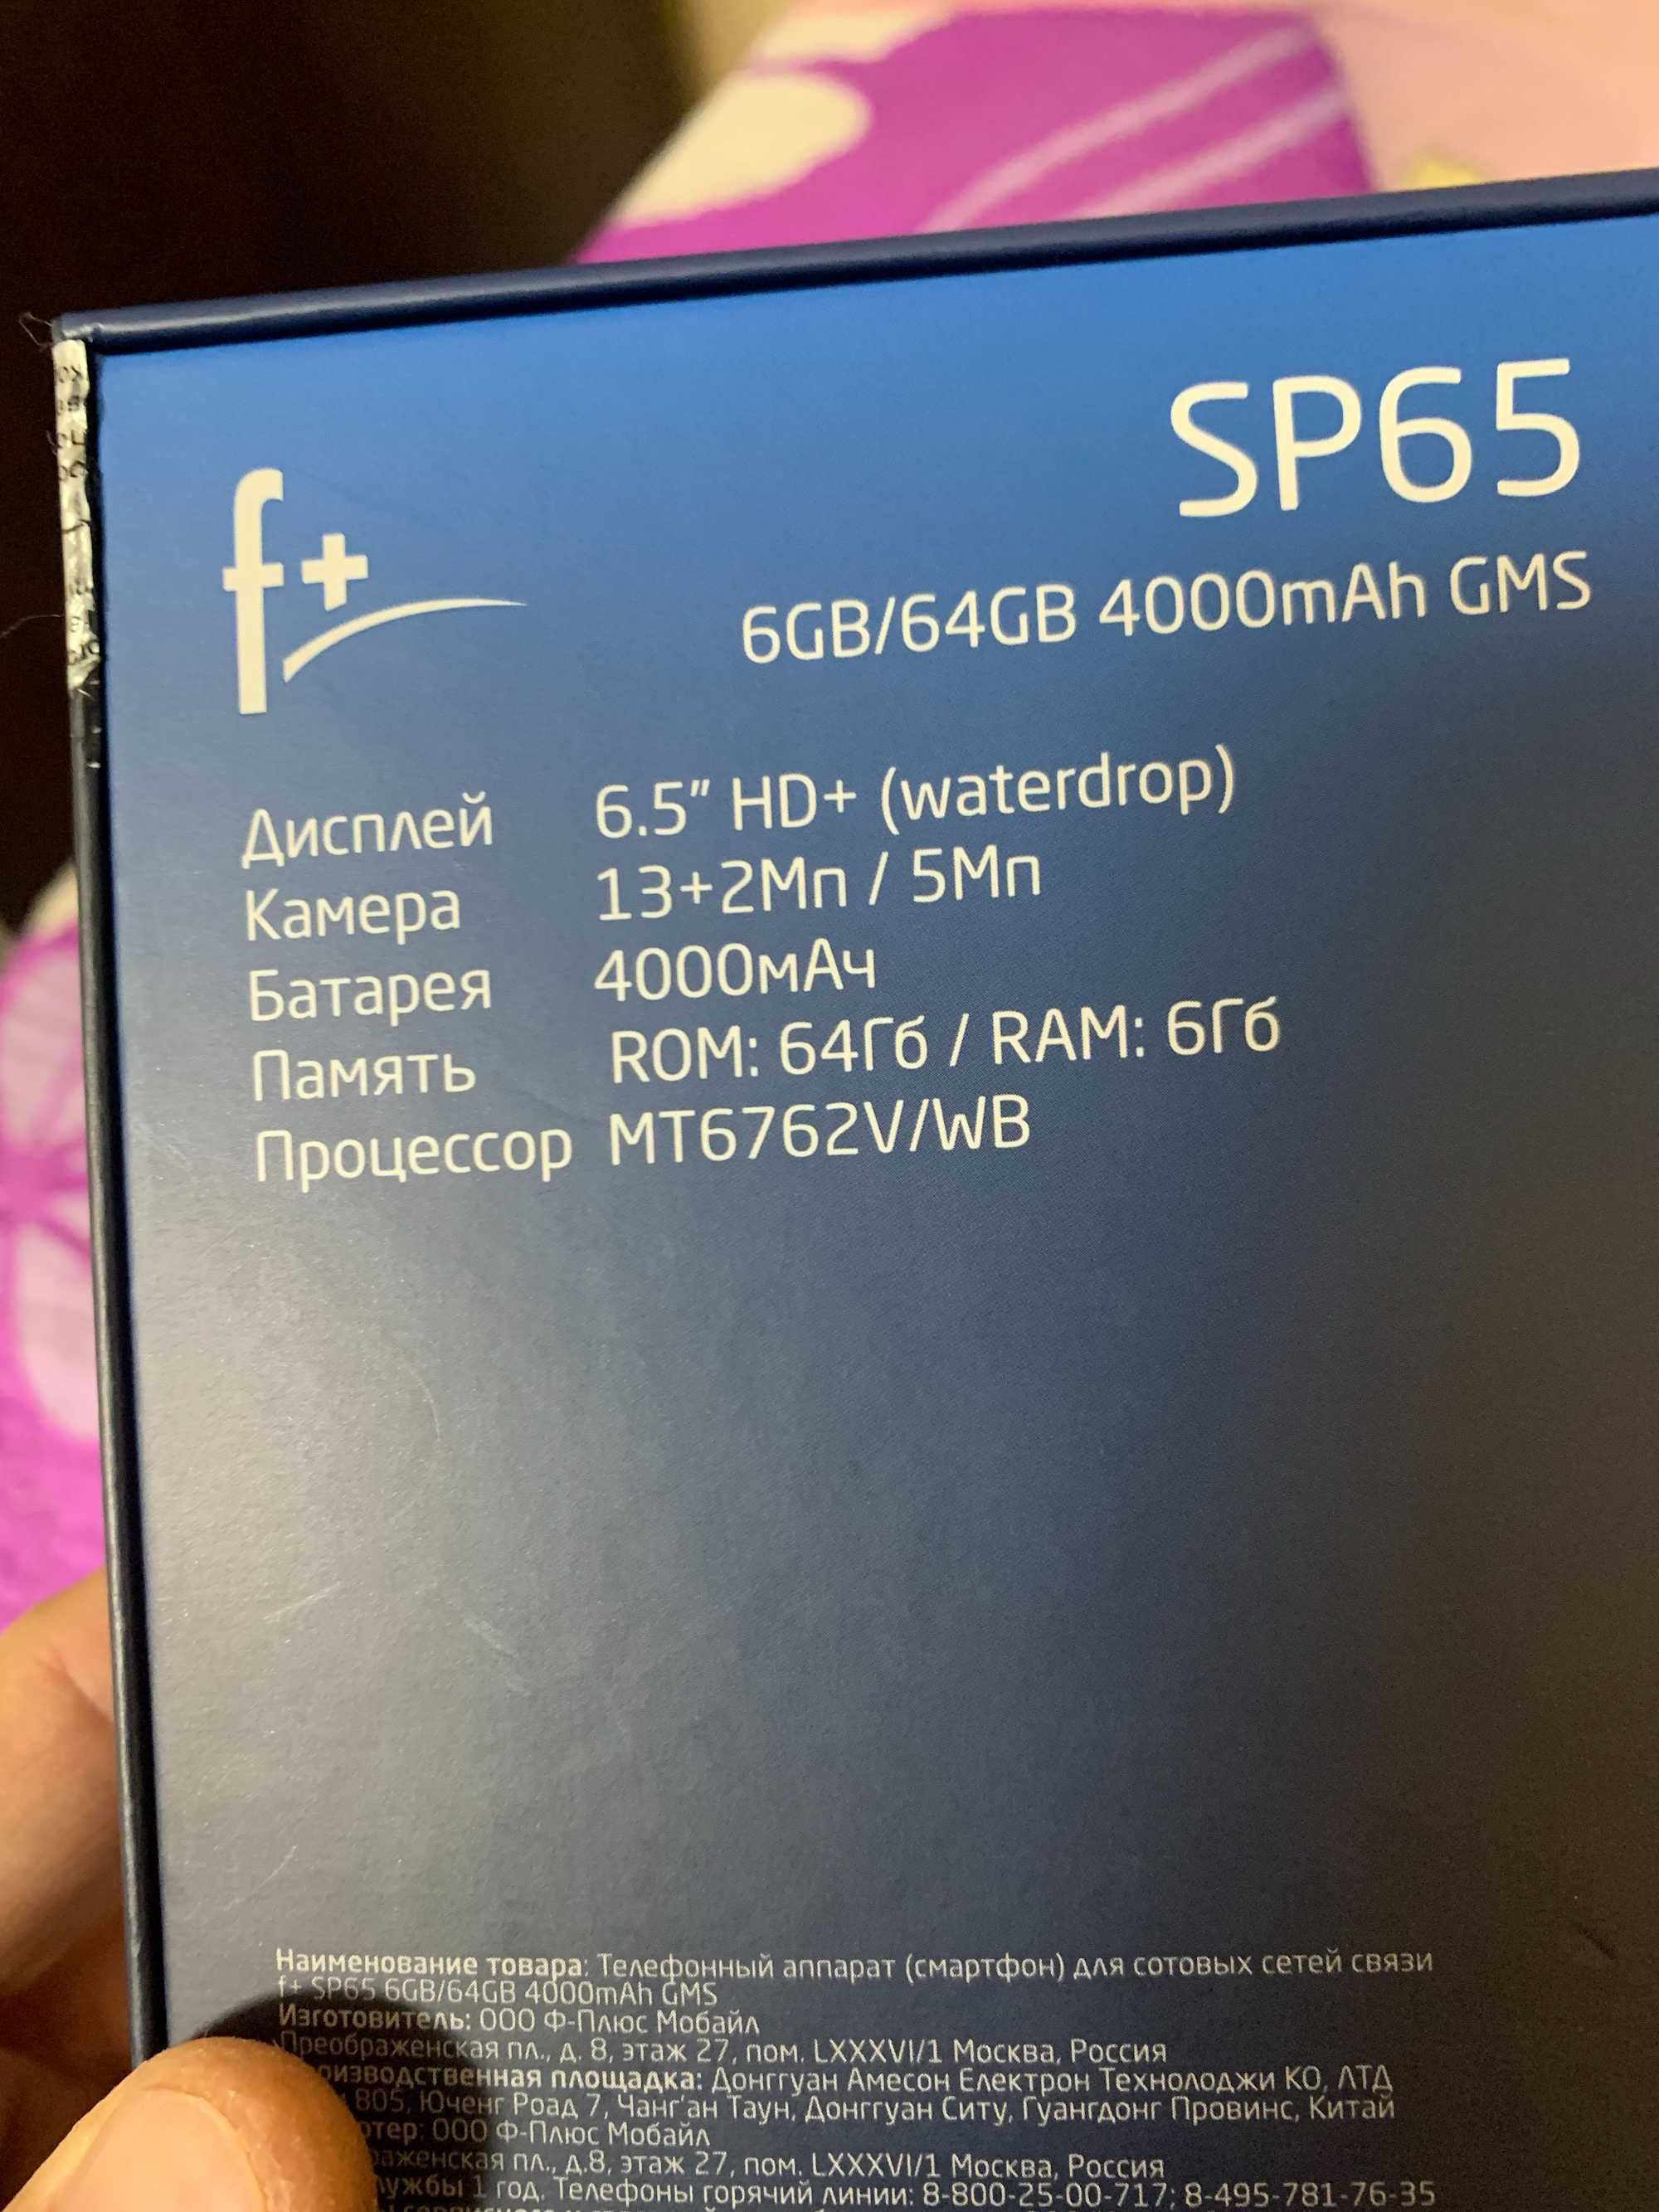 f+
SP65
6GB/64GB 4000mAh GMS
Дисплей 6.5" HD+ (waterdrop)
Камера 13+2Мп / 5Мп
Батарея 4000мАч
Память ROM: 64Гб / RAM: 6Гб
Процессор MT6762V/WB
Наименование товара: Телефонный аппарат (смартфон) для сотовых сетей связи
f+ SP65 6GB/64GB 4000mAh GMS
Изготовитель: ООО Ф-Плюс Мобайл
Преображенская пл., д. 8, этаж 27, пом. LXXXVI/1 Москва, Россия
площадка: Донггуан Амесон Електрон Технолоджи КО, ЛТД
805, Юченг Роад 7, Чанг'ан Таун, Донггуан Ситу, Гуангдонг Провинс, Китай
ООО Ф-Плюс Мобайл
пл., д.8, этаж 27, пом. LXXXVI/1 Москва, Россия
1 год. Телефоны горячий линии: 8-800-25-00-717; 8-495-781-76-35